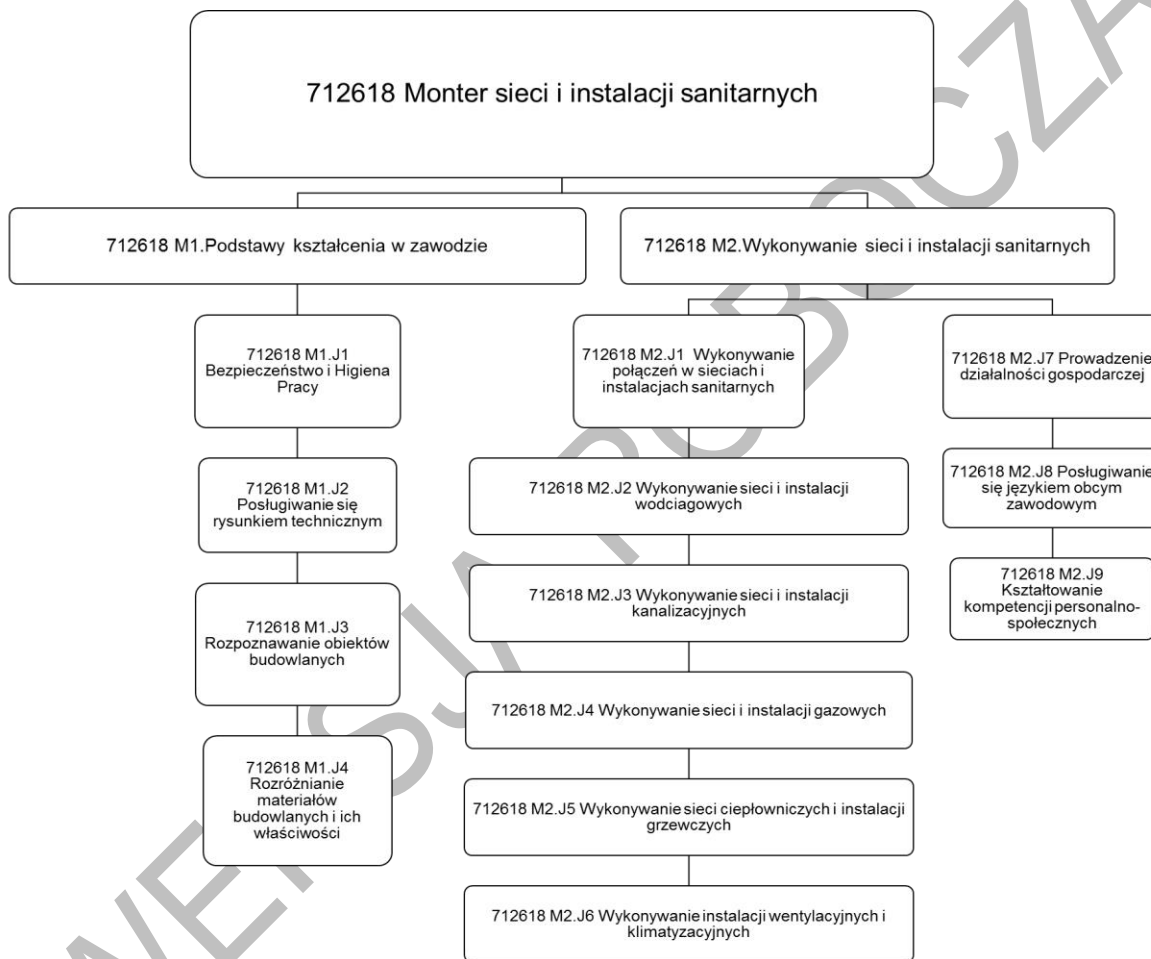 712618 Monter sieci i instalacji sanitarnych
712618 M1.Podstawy kształcenia w zawodzie
712618 M2.Wykonywanie sieci i instalacji sanitarnych
712618 M1.J1
Bezpieczeństwo i Higiena
Pracy
712618 M1.J2
Posługiwanie się
rysunkiem technicznym
712618 M1.J3
Rozpoznawanie obiektów
budowlanych
712618 M1.J4
Rozróżnianie
materiałów
budowlanych i ich
właściwości
712618 M2.J1 Wykonywanie
połączeń w sieciach i
instalacjach sanitarnych
712618 M2.J2 Wykonywanie sieci i instalacji
wodciagowych
712618 M2.J3 Wykonywanie sieci i instalacji
kanalizacyjnych
712618 M2.J4 Wykonywanie sieci i instalacji gazowych
712618 M2.J5 Wykonywanie sieci ciepłowniczych i instalacji
grzewczych
712618 M2.J6 Wykonywanie instalacji wentylacyjnych i
klimatyzacyjnych
712618 M2.J7 Prowadzenie
działalności gospodarczej
712618 M2.J8 Posługiwanie
się językiem obcym
zawodowym
712618 M2.J9
Kształtowanie
kompetencji personalno-
społecznych
WERSJA ROBOCZA